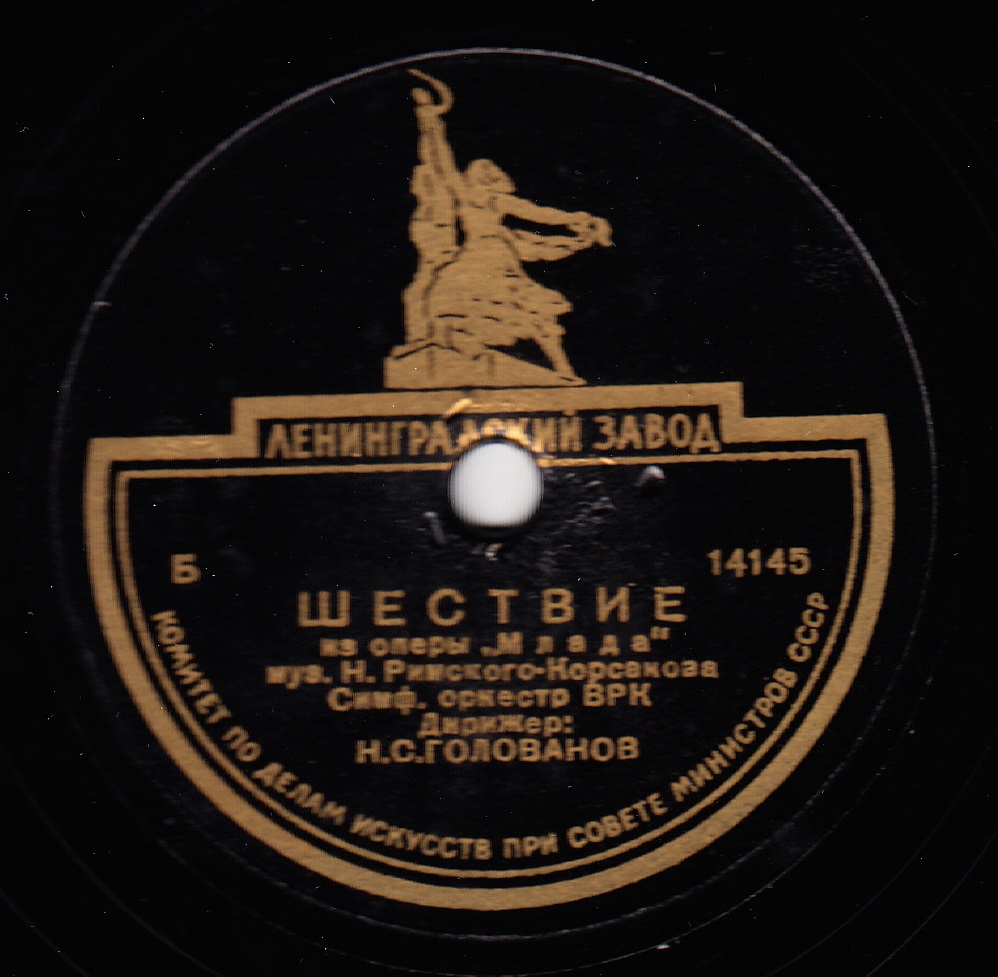 ЛЕНИНГРАДСКИЙ ЗАВОД
Б 14145
ШЕСТВИЕ
из оперы „Млада“
муз. Н. Римского-Корсакова
Симф. оркестр ВРК
Дирижер:
Н.С.ГОЛОВАНОВ
КОМИТЕТ ПО ДЕЛАМ ИСКУССТВ ПРИ СОВЕТЕ МИНИСТРОВ СССР